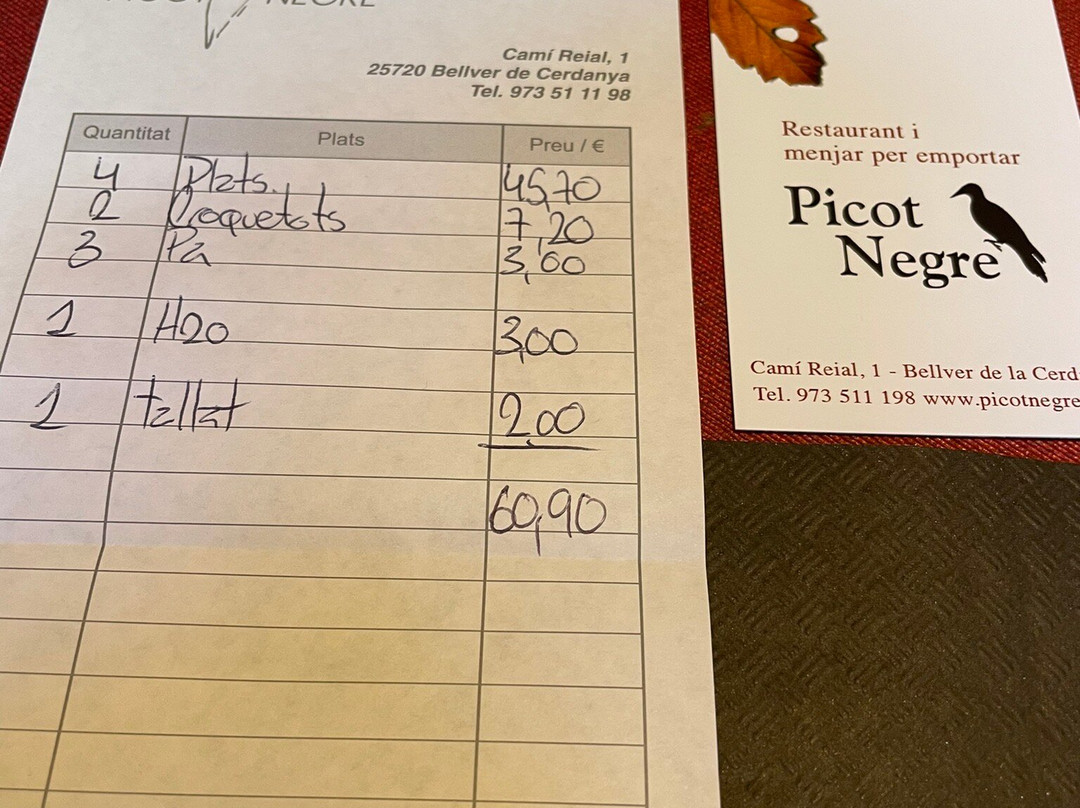 NEGRE
Camí Reial, 1
25720 Bellver de Cerdanya
Tel. 973 51 11 98
Quantitat Plats Preu / €
4 Plats. 45,70
2 7,20
3 Pa 3,00
1 H2O 3,00
1 tallat 2,00
60,90
Restaurant i
menjar per emportar
Picot
Negre
Camí Reial, 1 - Bellver de la Cerd
Tel. 973 511 198 www.picotnegre